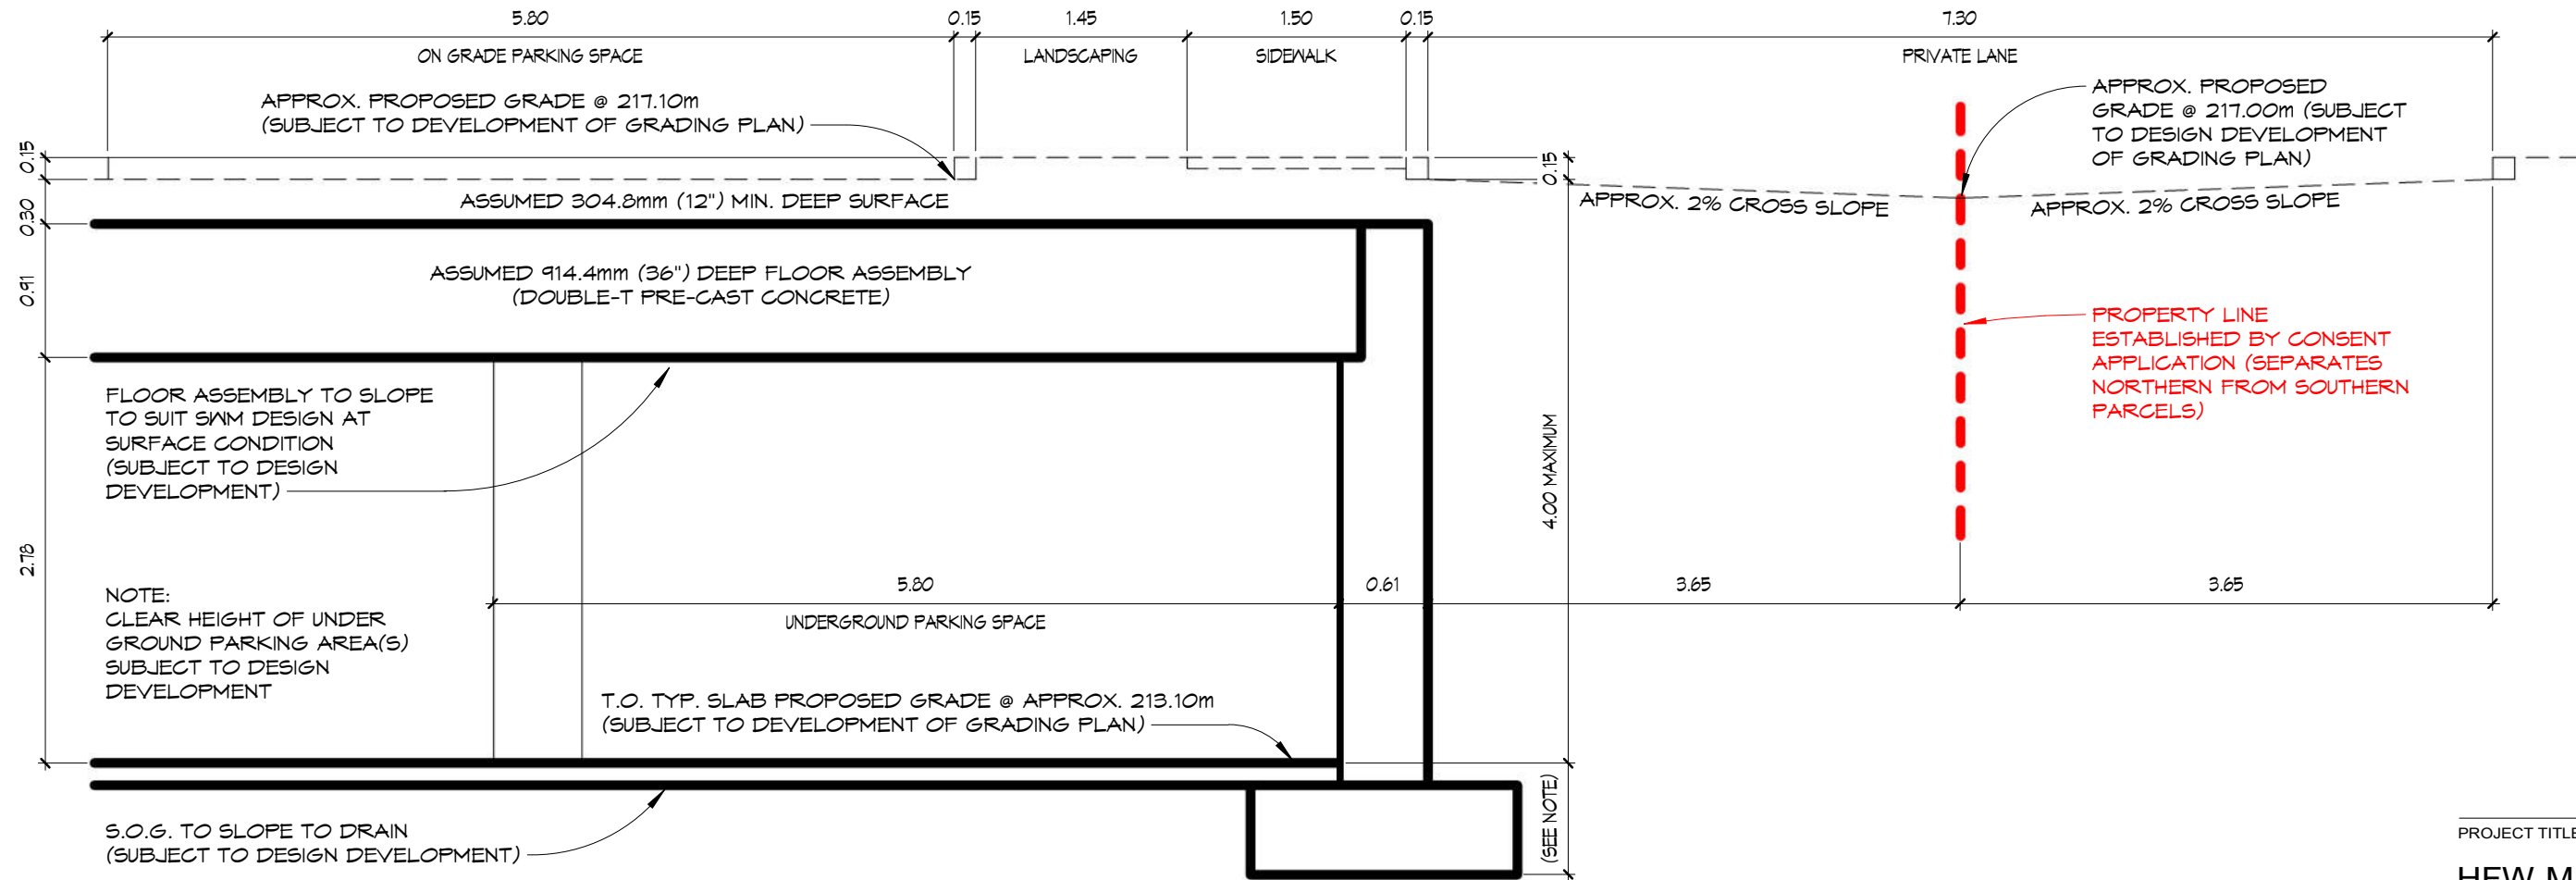 5.80
0.15
1.45
1.50
0.15
7.30
ON GRADE PARKING SPACE
LANDSCAPING
SIDEWALK
PRIVATE LANE
APPROX. PROPOSED GRADE @ 217.10m
(SUBJECT TO DEVELOPMENT OF GRADING PLAN)
APPROX. PROPOSED
GRADE @ 217.00m (SUBJECT
TO DESIGN DEVELOPMENT
OF GRADING PLAN)
0.15
0.30
0.91
2.78
0.15
ASSUMED 304.8mm (12") MIN. DEEP SURFACE
APPROX. 2% CROSS SLOPE
APPROX. 2% CROSS SLOPE
ASSUMED 914.4mm (36") DEEP FLOOR ASSEMBLY
(DOUBLE-T PRE-CAST CONCRETE)
PROPERTY LINE
ESTABLISHED BY CONSENT
APPLICATION (SEPARATES
NORTHERN FROM SOUTHERN
PARCELS)
FLOOR ASSEMBLY TO SLOPE
TO SUIT SWM DESIGN AT
SURFACE CONDITION
(SUBJECT TO DESIGN
DEVELOPMENT)
4.00 MAXIMUM
NOTE:
CLEAR HEIGHT OF UNDER
GROUND PARKING AREA(S)
SUBJECT TO DESIGN
DEVELOPMENT
5.80
0.61
3.65
3.65
UNDERGROUND PARKING SPACE
T.O. TYP. SLAB PROPOSED GRADE @ APPROX. 213.10m
(SUBJECT TO DEVELOPMENT OF GRADING PLAN)
(SEE NOTE)
S.O.G. TO SLOPE TO DRAIN
(SUBJECT TO DESIGN DEVELOPMENT)
PROJECT TITLE